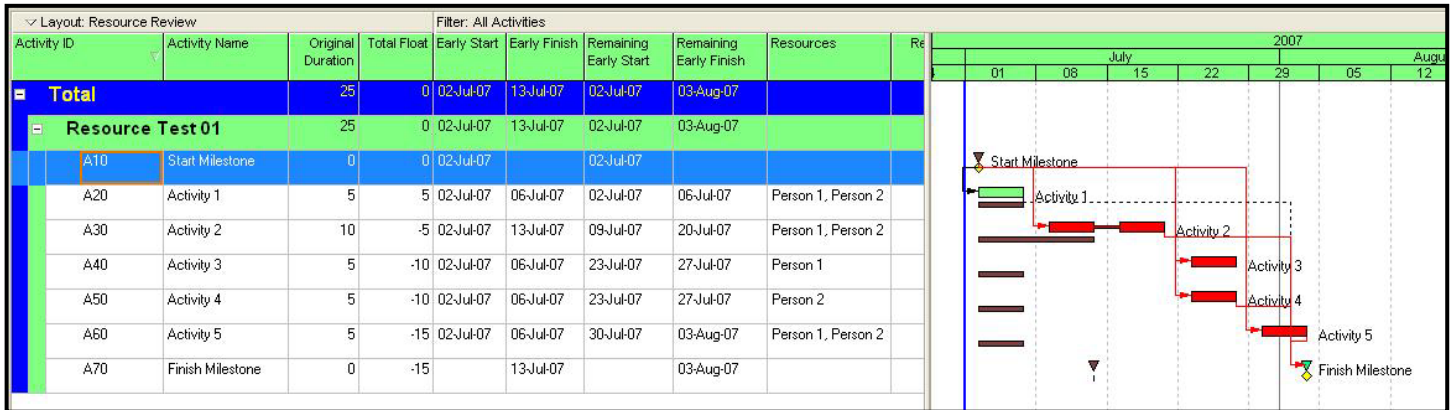 Layout: Resource Review Filter: All Activities
Activity ID Activity Name Original Duration Total Float Early Start Early Finish Remaining Early Start Remaining Early Finish Resources Re
2007
July Augu
01 08 15 22 29 05 12
Total 25 0 02-Jul-07 13-Jul-07 02-Jul-07 03-Aug-07
Resource Test 01 25 0 02-Jul-07 13-Jul-07 02-Jul-07 03-Aug-07
A10 Start Milestone 0 0 02-Jul-07 02-Jul-07 Start Milestone
A20 Activity 1 5 5 02-Jul-07 06-Jul-07 02-Jul-07 06-Jul-07 Person 1, Person 2 Activity 1
A30 Activity 2 10 -5 02-Jul-07 13-Jul-07 09-Jul-07 20-Jul-07 Person 1, Person 2 Activity 2
A40 Activity 3 5 -10 02-Jul-07 06-Jul-07 23-Jul-07 27-Jul-07 Person 1 Activity 3
A50 Activity 4 5 -10 02-Jul-07 06-Jul-07 23-Jul-07 27-Jul-07 Person 2 Activity 4
A60 Activity 5 5 -15 02-Jul-07 06-Jul-07 30-Jul-07 03-Aug-07 Person 1, Person 2 Activity 5
A70 Finish Milestone 0 -15 13-Jul-07 03-Aug-07 Finish Milestone